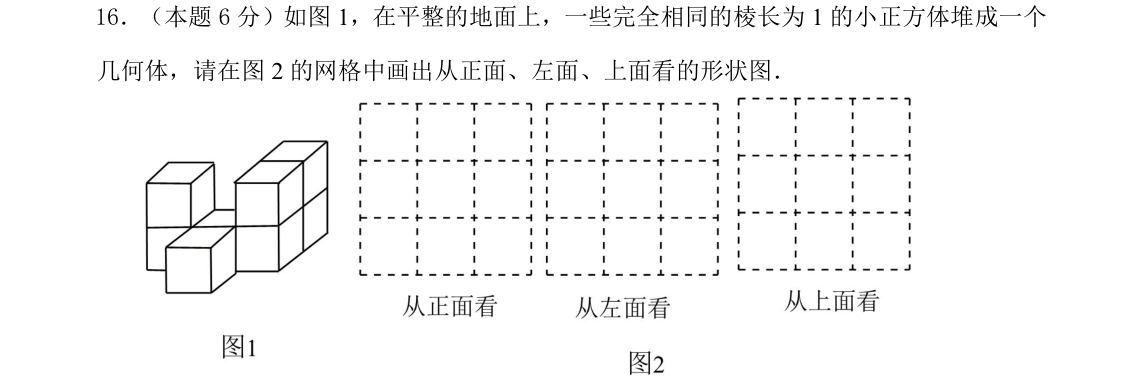 16．（本题 6 分）如图 1，在平整的地面上，一些完全相同的棱长为 1 的小正方体堆成一个
几何体，请在图 2 的网格中画出从正面、左面、上面看的形状图．
从正面看
从左面看
从上面看
图1
图2